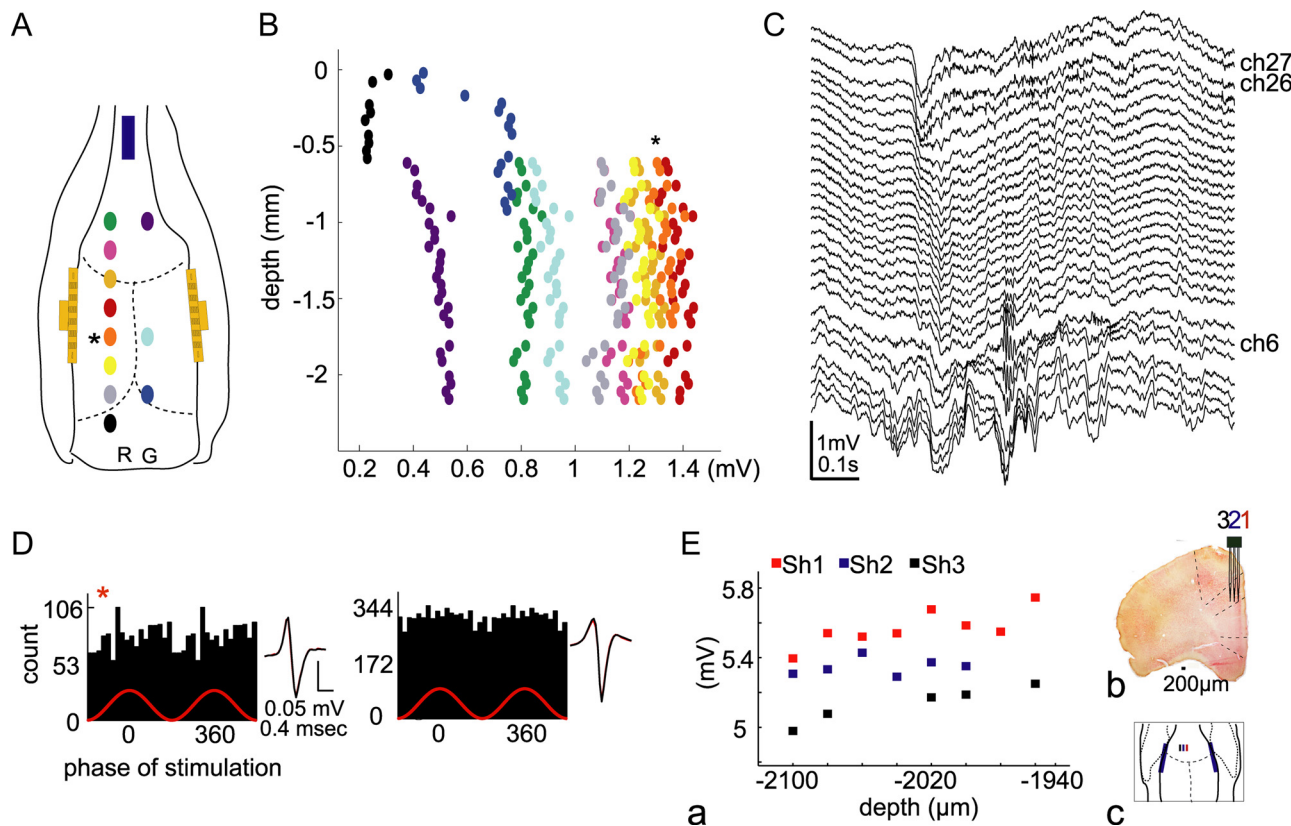 A
R G
B
depth (mm)
0
-0.5
-1
-1.5
-2
*
0.2 0.4 0.6 0.8 1 1.2 1.4 (mV)
*
C
ch27
ch26
ch6
1mV
0.1s
D
*
count
106
53
0
0 360
phase of stimulation
0.05 mV
0.4 msec
344
172
0
0 360
E
Sh1 Sh2 Sh3
(mV)
5.8
5.4
5
-2100 -2020 -1940
depth (µm)
a
321
b
200µm
c